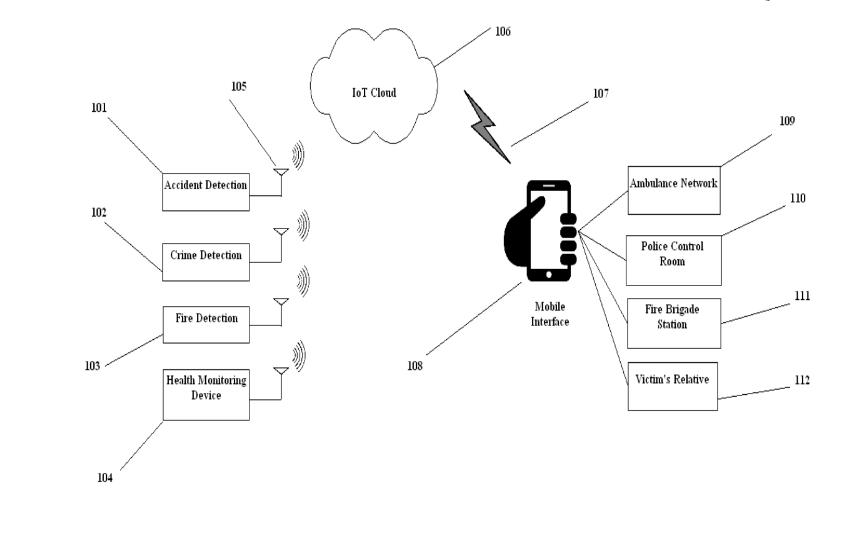 106
IoT Cloud
105
107
101
109
Accident Detection
Ambulance Network
102
110
Crime Detection
Police Control
Room
Fire Detection
Mobile
Interface
Fire Brigade
Station
111
103
108
Health Monitoring
Device
Victim's Relative
112
104